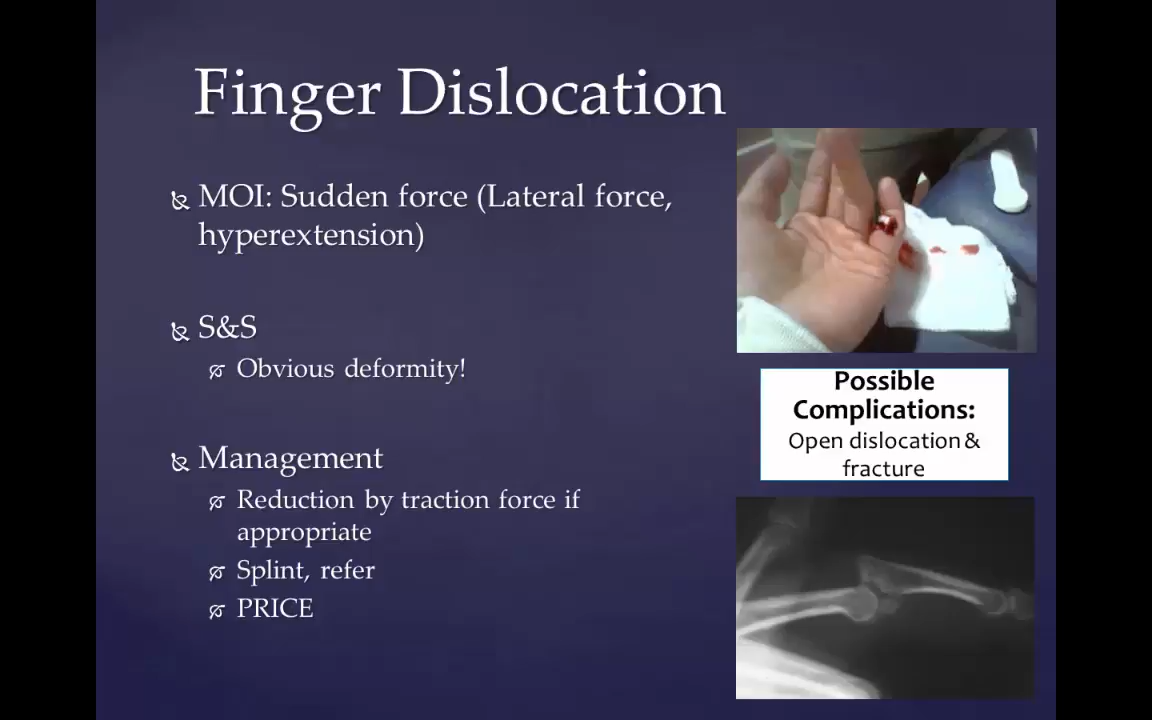 Finger Dislocation
MOI: Sudden force (Lateral force,
hyperextension)
S&S
Obvious deformity!
Management
Reduction by traction force if
appropriate
Splint, refer
PRICE
Possible
Complications:
Open dislocation &
fracture